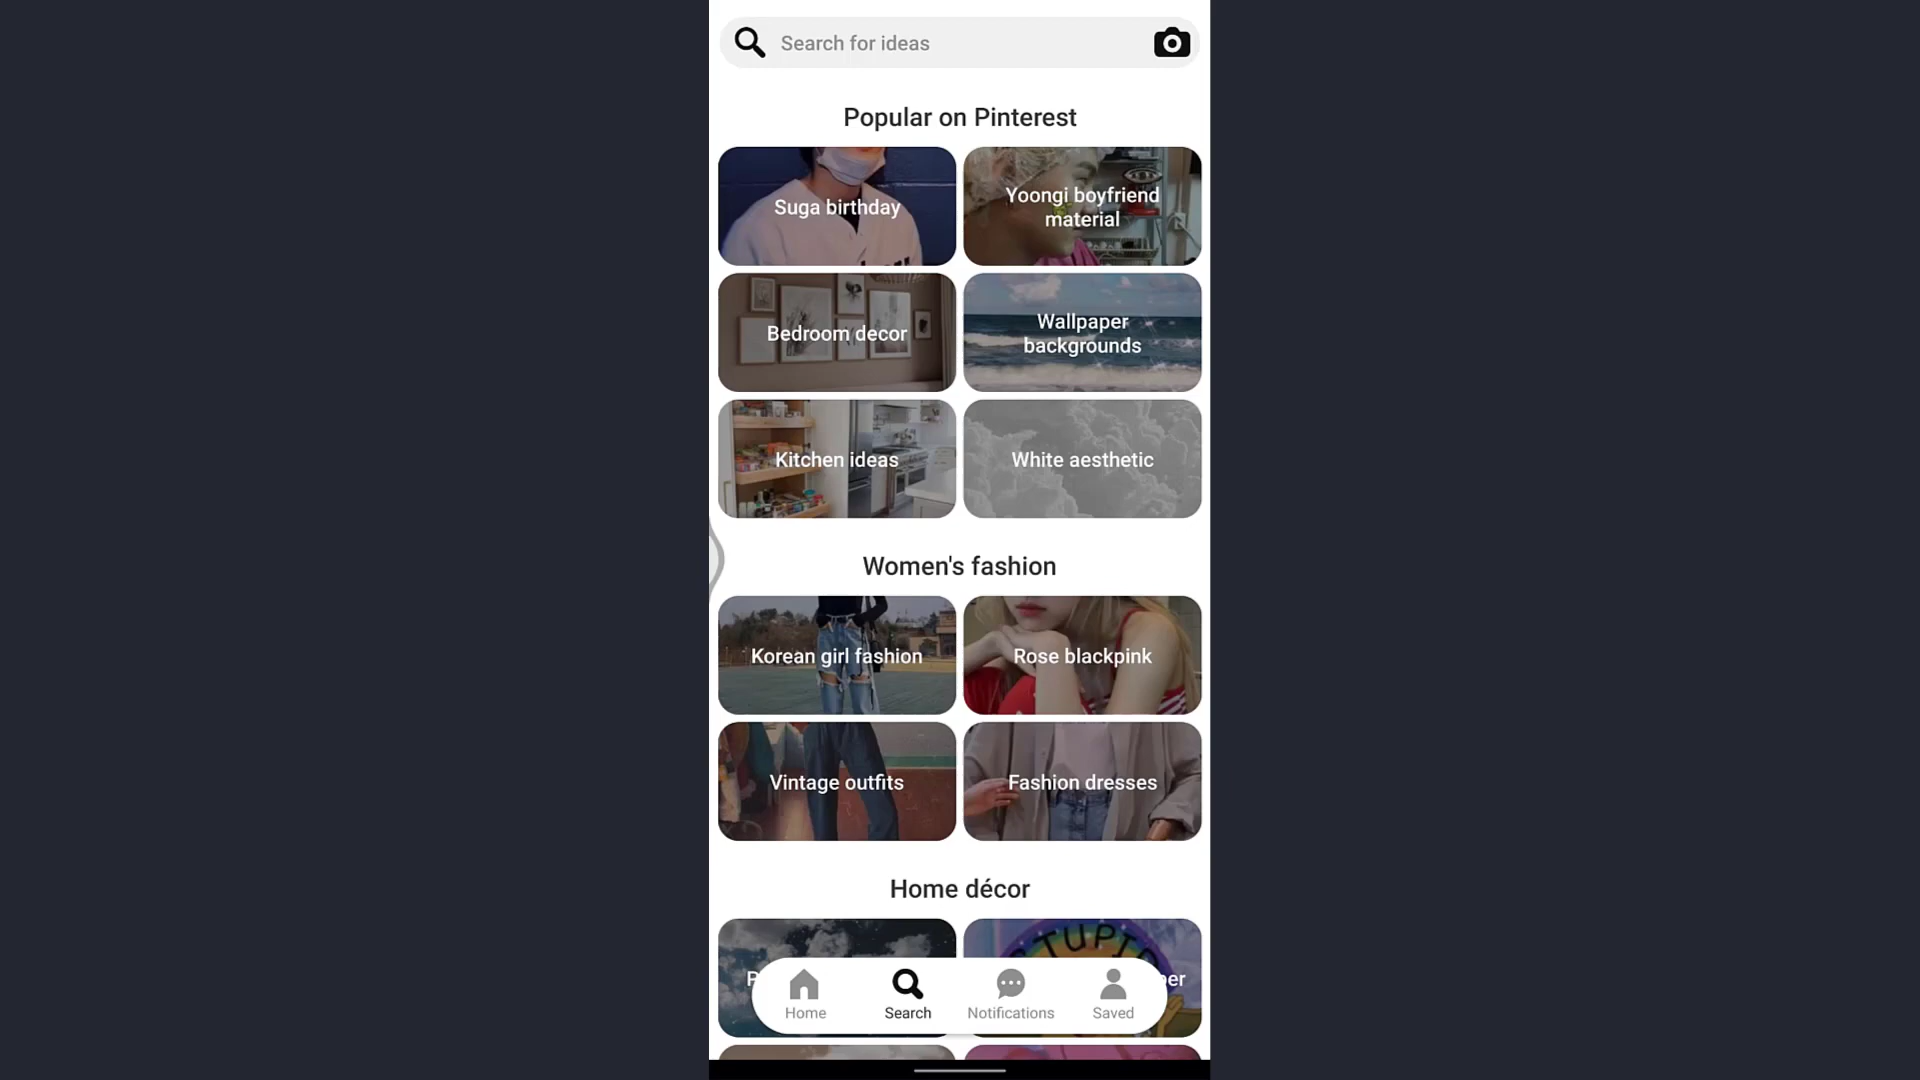 Search for ideas
Popular on Pinterest
Suga birthday
Yoongi boyfriend
material
Bedroom decor
Wallpaper
backgrounds
Kitchen ideas
White aesthetic
Women's fashion
Korean girl fashion
Rose blackpink
Vintage outfits
Fashion dresses
Home décor
Home
Search
Notifications
Saved